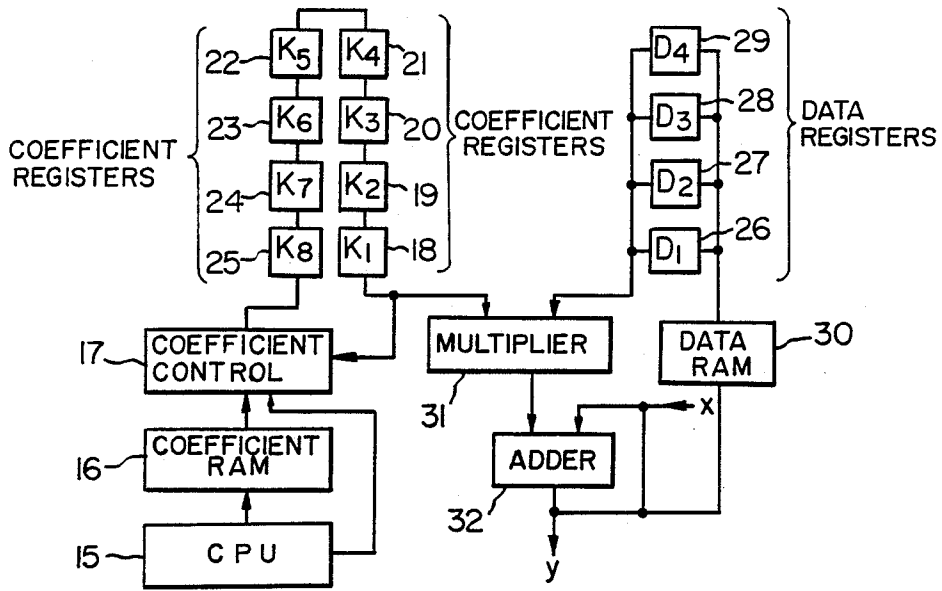 22
K5
K4
21
D4
29
23
K6
K3
20
D3
28
COEFFICIENT
REGISTERS
COEFFICIENT
REGISTERS
DATA
REGISTERS
24
K7
K2
19
D2
27
25
K8
K1
18
D1
26
17
COEFFICIENT
CONTROL
MULTIPLIER
31
DATA
RAM
30
16
COEFFICIENT
RAM
ADDER
32
x
15
CPU
y